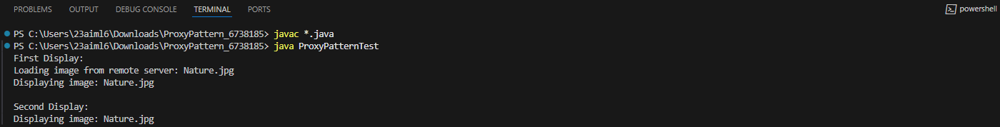 PROBLEMS OUTPUT DEBUG CONSOLE TERMINAL PORTS powershell
PS C:\Users\23aiml6\Downloads\ProxyPattern_6738185> javac *.java
PS C:\Users\23aiml6\Downloads\ProxyPattern_6738185> java ProxyPatternTest
First Display:
Loading image from remote server: Nature.jpg
Displaying image: Nature.jpg
Second Display:
Displaying image: Nature.jpg